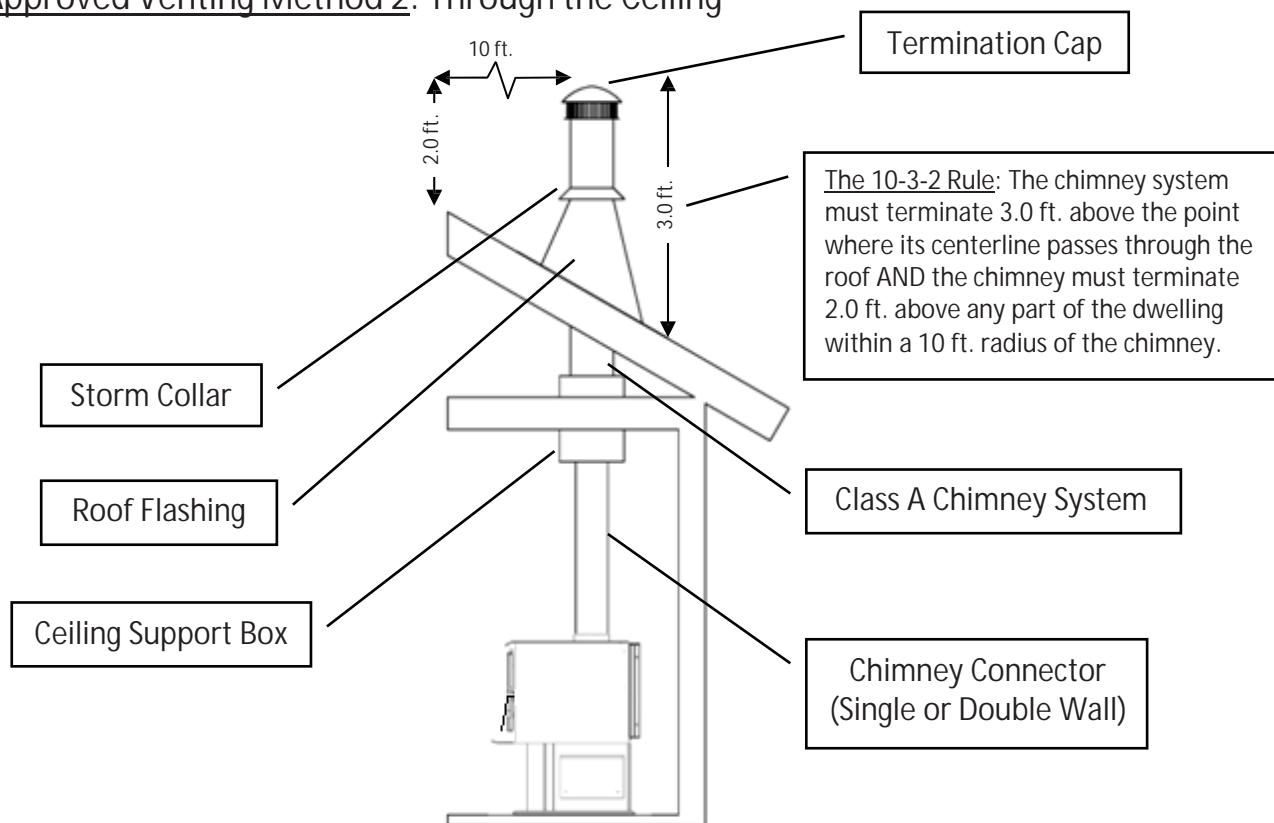 Approved Venting Method 2: Through the Ceiling
10 ft.
Termination Cap
2.0 ft.
3.0 ft.
The 10-3-2 Rule: The chimney system
must terminate 3.0 ft. above the point
where its centerline passes through the
roof AND the chimney must terminate
2.0 ft. above any part of the dwelling
within a 10 ft. radius of the chimney.
Storm Collar
Roof Flashing
Class A Chimney System
Ceiling Support Box
Chimney Connector
(Single or Double Wall)